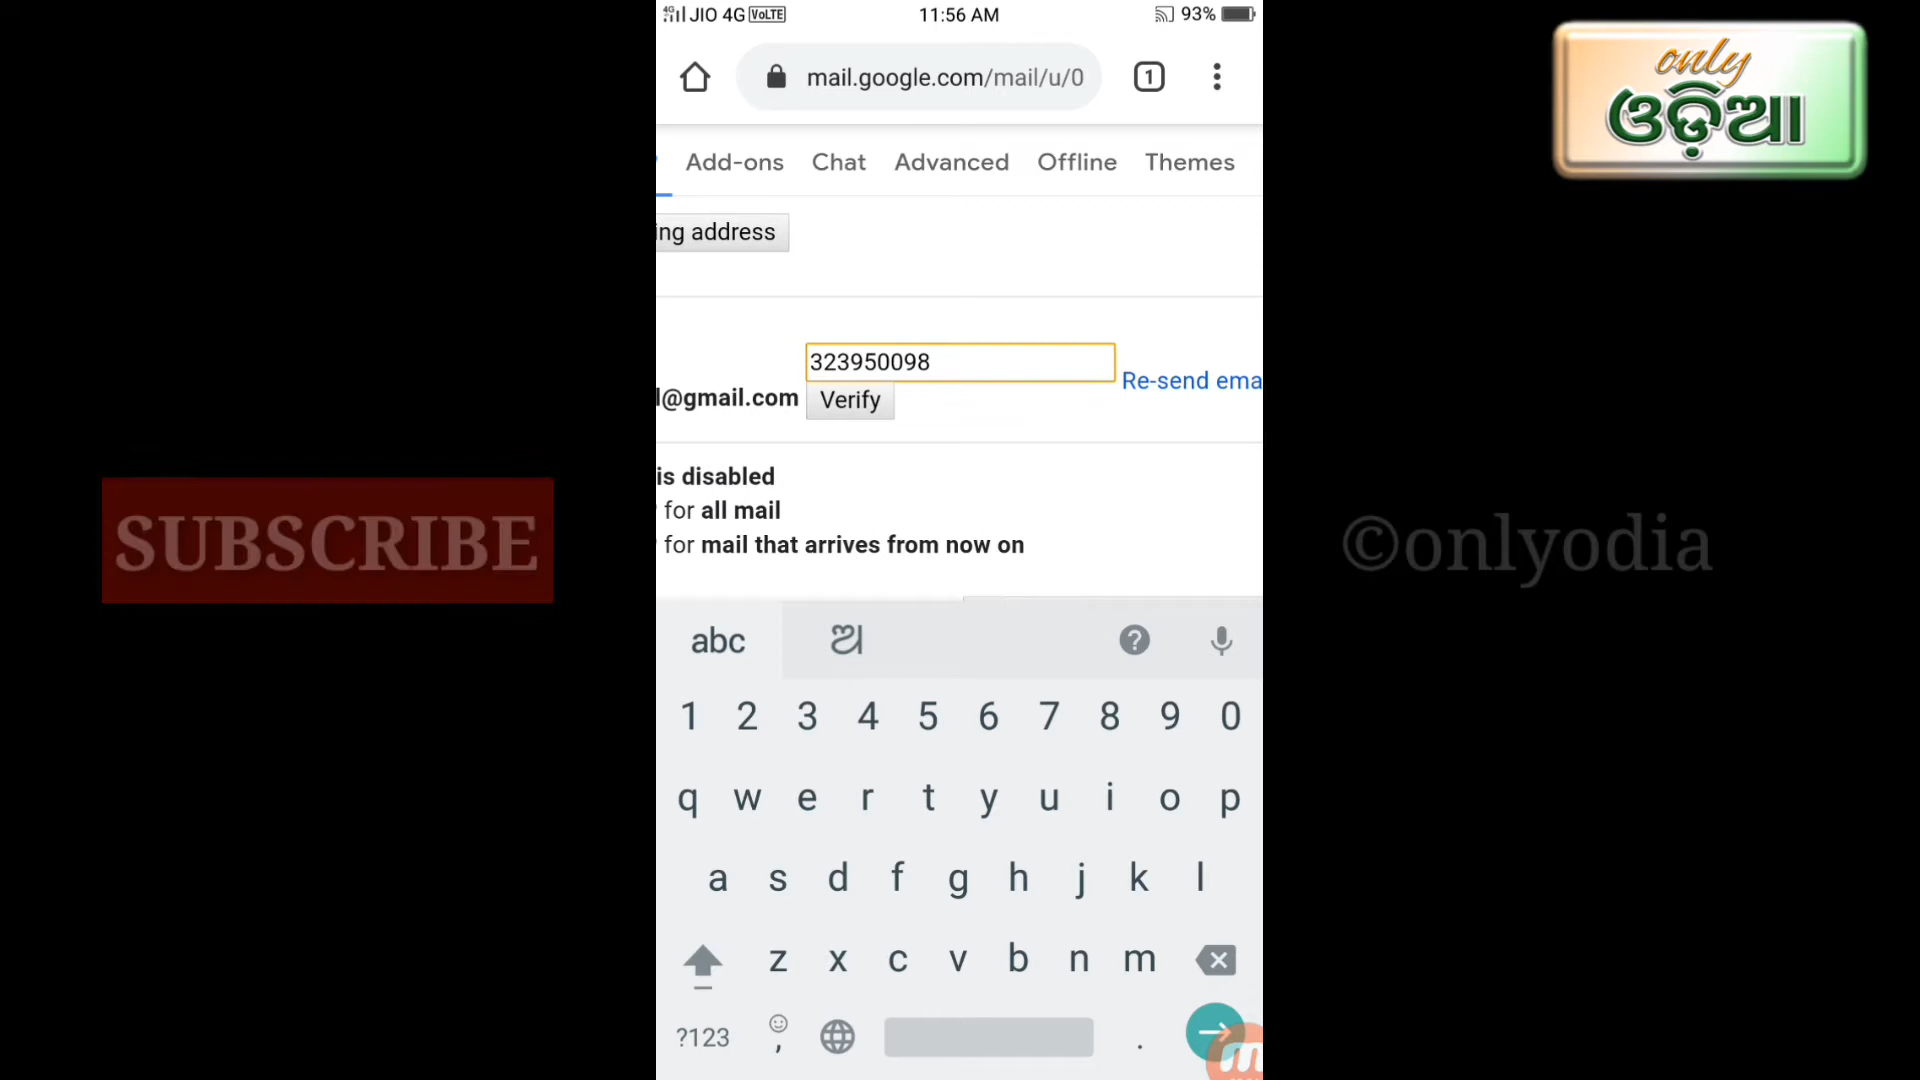 4G JIO 4G VoLTE 11:56 AM 93%
only
ଓଡ଼ିଆ
mail.google.com/mail/u/0 1
Add-ons Chat Advanced Offline Themes
ing address
323950098
l@gmail.com Verify Re-send ema
is disabled
for all mail
for mail that arrives from now on
SUBSCRIBE
©onlyodia
abc ଅ ?
1 2 3 4 5 6 7 8 9 0
q w e r t y u i o p
a s d f g h j k l
z x c v b n m
?123 , .